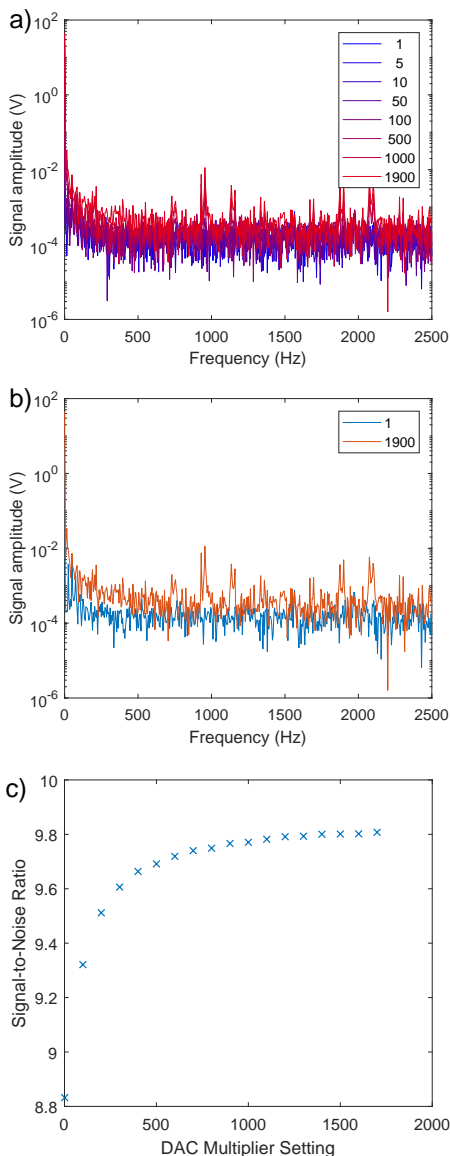 a)
10^2
10^0
10^-2
10^-4
10^-6
Signal amplitude (V)
1
5
10
50
100
500
1000
1900
0 500 1000 1500 2000 2500
Frequency (Hz)
b)
10^2
10^0
10^-2
10^-4
10^-6
Signal amplitude (V)
1
1900
0 500 1000 1500 2000 2500
Frequency (Hz)
c)
10
9.8
9.6
9.4
9.2
9
8.8
Signal-to-Noise Ratio
0 500 1000 1500 2000
DAC Multiplier Setting